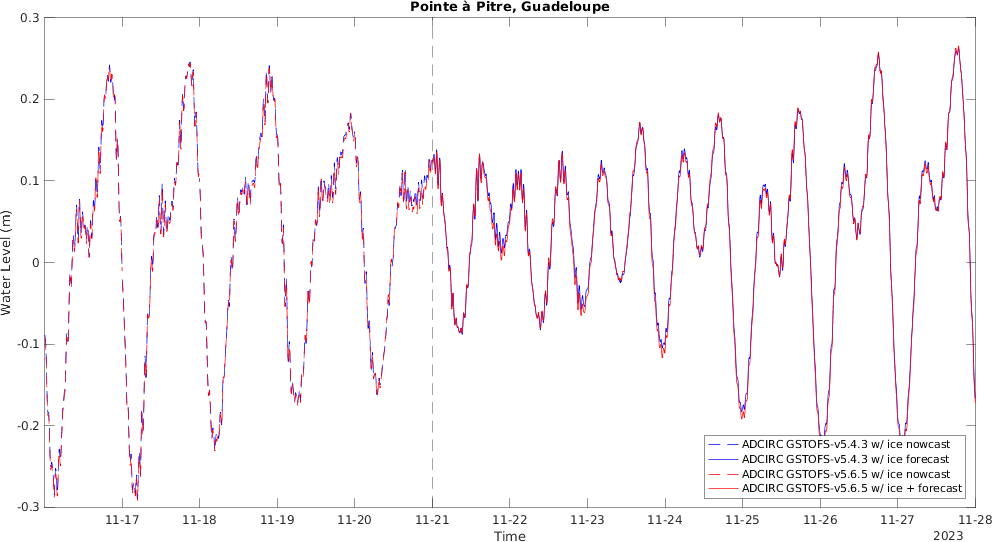 Pointe à Pitre, Guadeloupe
0.3
0.2
0.1
0
-0.1
-0.2
-0.3
Water Level (m)
ADCIRC GSTOFS-v5.4.3 w/ ice nowcast
ADCIRC GSTOFS-v5.4.3 w/ ice forecast
ADCIRC GSTOFS-v5.6.5 w/ ice nowcast
ADCIRC GSTOFS-v5.6.5 w/ ice + forecast
11-17 11-18 11-19 11-20 11-21 11-22 11-23 11-24 11-25 11-26 11-27 11-28
Time
2023